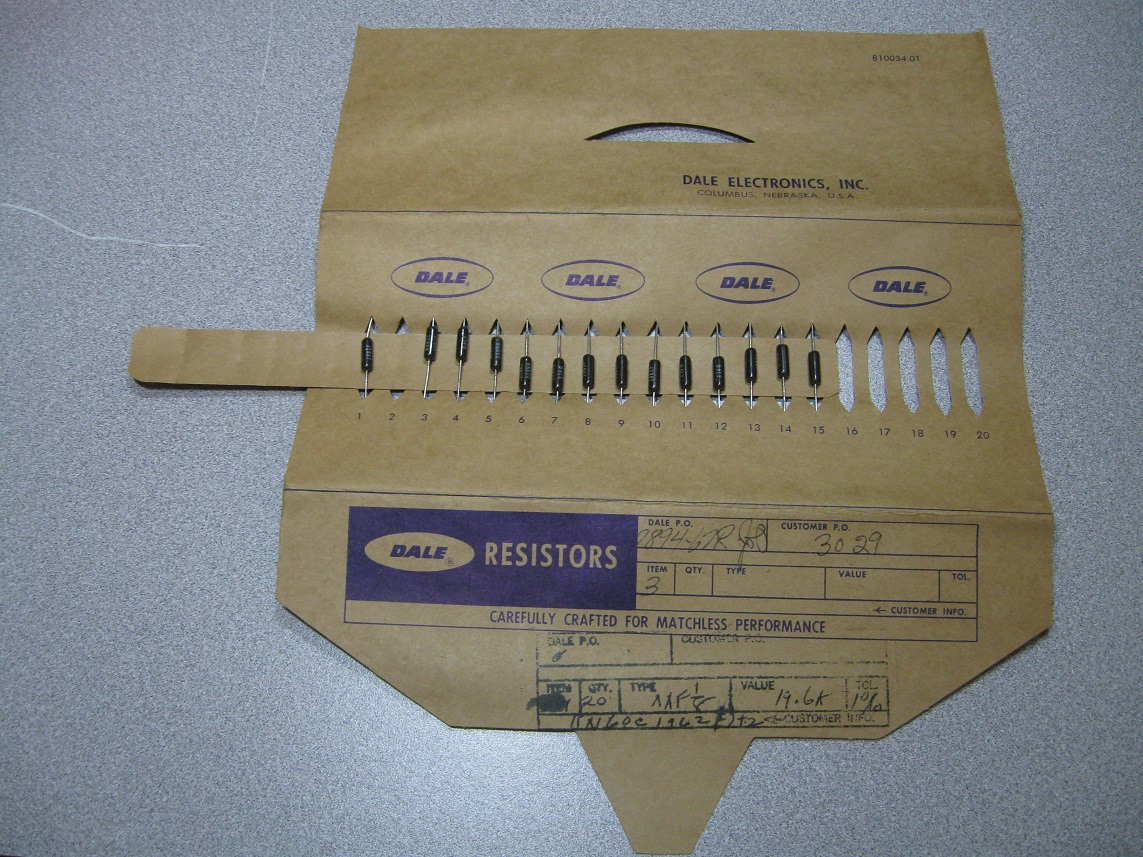 610034.01
DALE ELECTRONICS, INC.
COLUMBUS, NEBRASKA, U.S.A.
DALE® DALE® DALE® DALE®
1 2 3 4 5 6 7 8 9 10 11 12 13 14 15 16 17 18 19 20
DALE® RESISTORS
DALE P.O. CUSTOMER P.O.
3029
ITEM QTY. TYPE VALUE TOL.
3
← CUSTOMER INFO.
CAREFULLY CRAFTED FOR MATCHLESS PERFORMANCE
DALE P.O. CUSTOMER P.O.
ITEM QTY. TYPE VALUE TOL.
20 19.6K 1%
← CUSTOMER INFO.